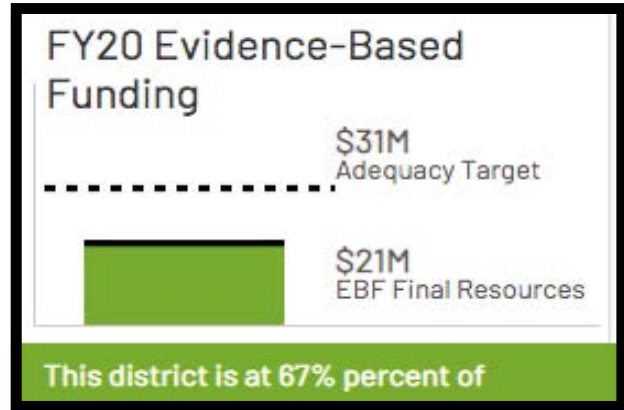 FY20 Evidence-Based
Funding
$31M
Adequacy Target
$21M
EBF Final Resources
This district is at 67% percent of